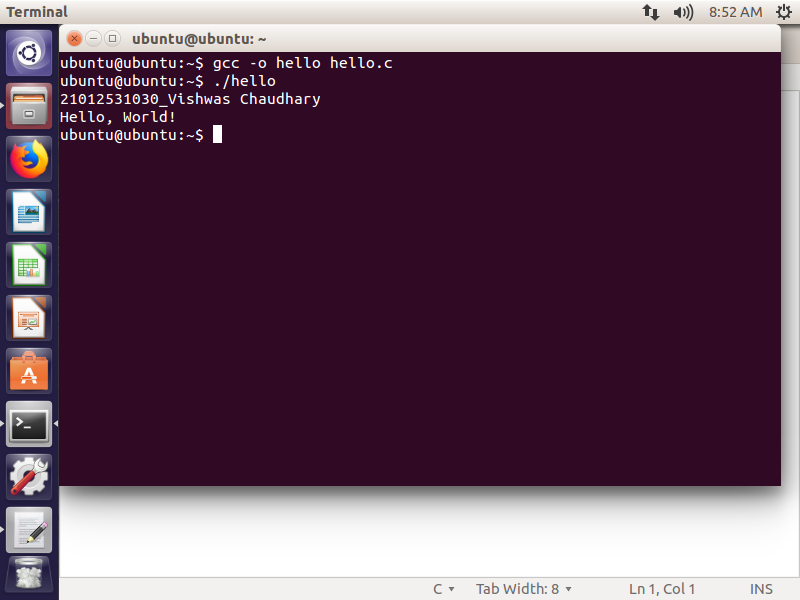 Terminal
8:52 AM
ubuntu@ubuntu: ~
ubuntu@ubuntu:~$ gcc -o hello hello.c
ubuntu@ubuntu:~$ ./hello
21012531030_Vishwas Chaudhary
Hello, World!
ubuntu@ubuntu:~$
C
Tab Width: 8
Ln 1, Col 1
INS